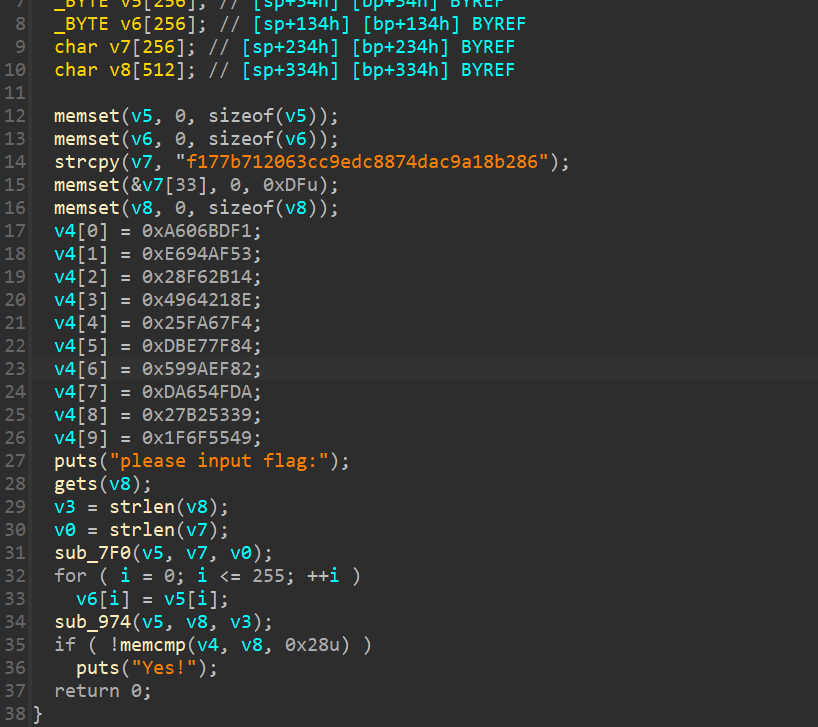 7 _BYTE v5[256]; // [sp+34h] [bp+34h] BYREF
8 _BYTE v6[256]; // [sp+134h] [bp+134h] BYREF
9 char v7[256]; // [sp+234h] [bp+234h] BYREF
10 char v8[512]; // [sp+334h] [bp+334h] BYREF
11
12 memset(v5, 0, sizeof(v5));
13 memset(v6, 0, sizeof(v6));
14 strcpy(v7, "f177b712063cc9edc8874dac9a18b286");
15 memset(&v7[33], 0, 0xDFu);
16 memset(v8, 0, sizeof(v8));
17 v4[0] = 0xA606BDF1;
18 v4[1] = 0xE694AF53;
19 v4[2] = 0x28F62B14;
20 v4[3] = 0x4964218E;
21 v4[4] = 0x25FA67F4;
22 v4[5] = 0xDBE77F84;
23 v4[6] = 0x599AEF82;
24 v4[7] = 0xDA654FDA;
25 v4[8] = 0x27B25339;
26 v4[9] = 0x1F6F5549;
27 puts("please input flag:");
28 gets(v8);
29 v3 = strlen(v8);
30 v0 = strlen(v7);
31 sub_7F0(v5, v7, v0);
32 for ( i = 0; i <= 255; ++i )
33 v6[i] = v5[i];
34 sub_974(v5, v8, v3);
35 if ( !memcmp(v4, v8, 0x28u) )
36 puts("Yes!");
37 return 0;
38 }